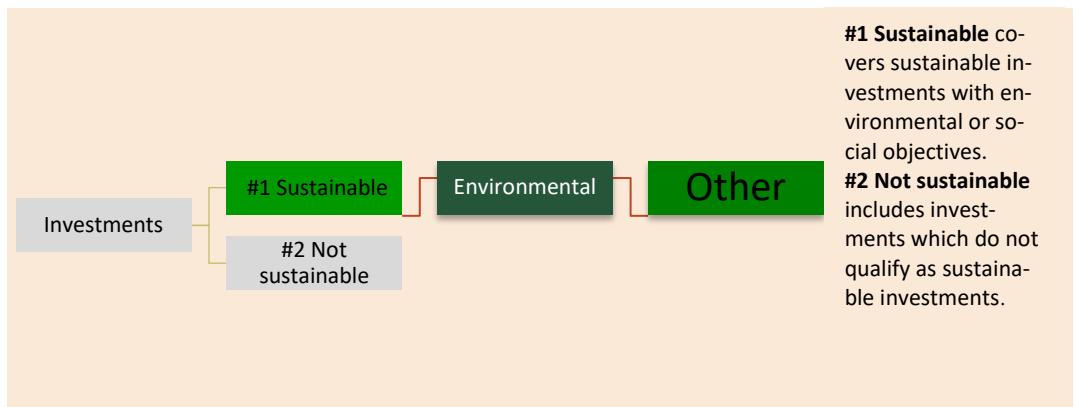 Investments
#1 Sustainable
#2 Not
sustainable
Environmental
Other
#1 Sustainable co-
vers sustainable in-
vestments with en-
vironmental or so-
cial objectives.
#2 Not sustainable
includes invest-
ments which do not
qualify as sustaina-
ble investments.